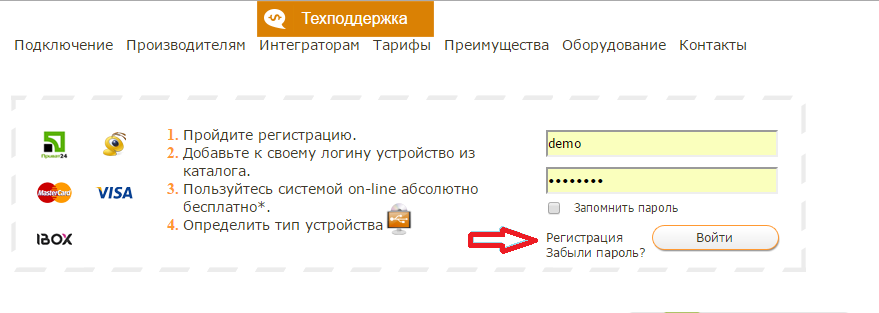 Техподдержка
Подключение Производителям Интеграторам Тарифы Преимущества Оборудование Контакты
Приват24
MasterCard VISA
iBOX
1. Пройдите регистрацию.
2. Добавьте к своему логину устройство из
каталога.
3. Пользуйтесь системой on-line абсолютно
бесплатно*.
4. Определить тип устройства
demo
••••••••
Запомнить пароль
Регистрация
Забыли пароль?
Войти